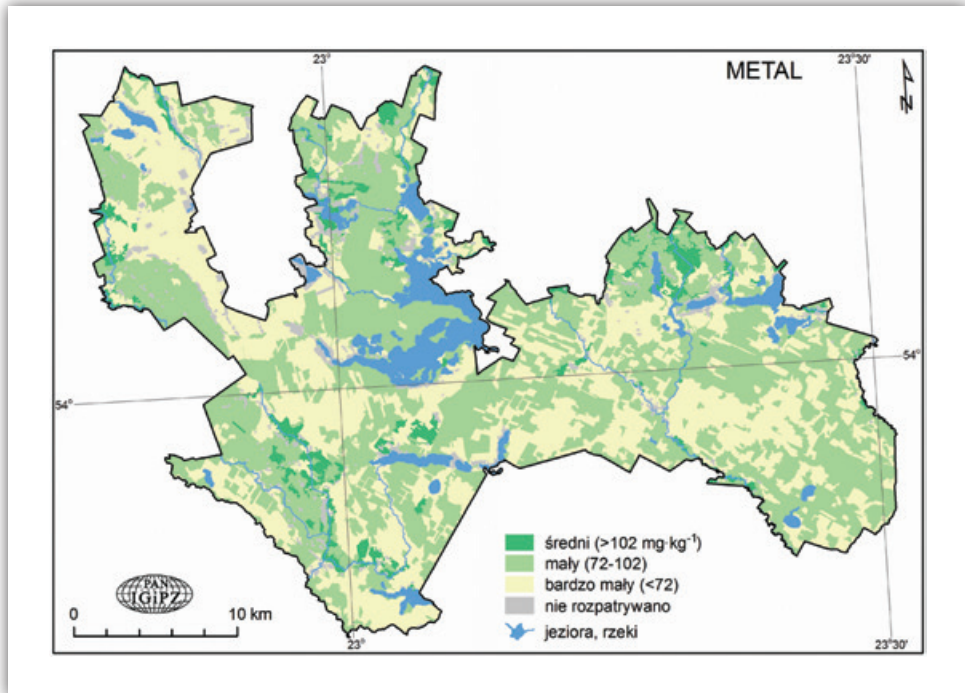 23°
23°30'
METAL
N
54°
54°
średni (>102 mg·kg⁻¹)
mały (72-102)
bardzo mały (<72)
nie rozpatrywano
jeziora, rzeki
PAN
IGiPZ
0 10 km
23°
23°30'